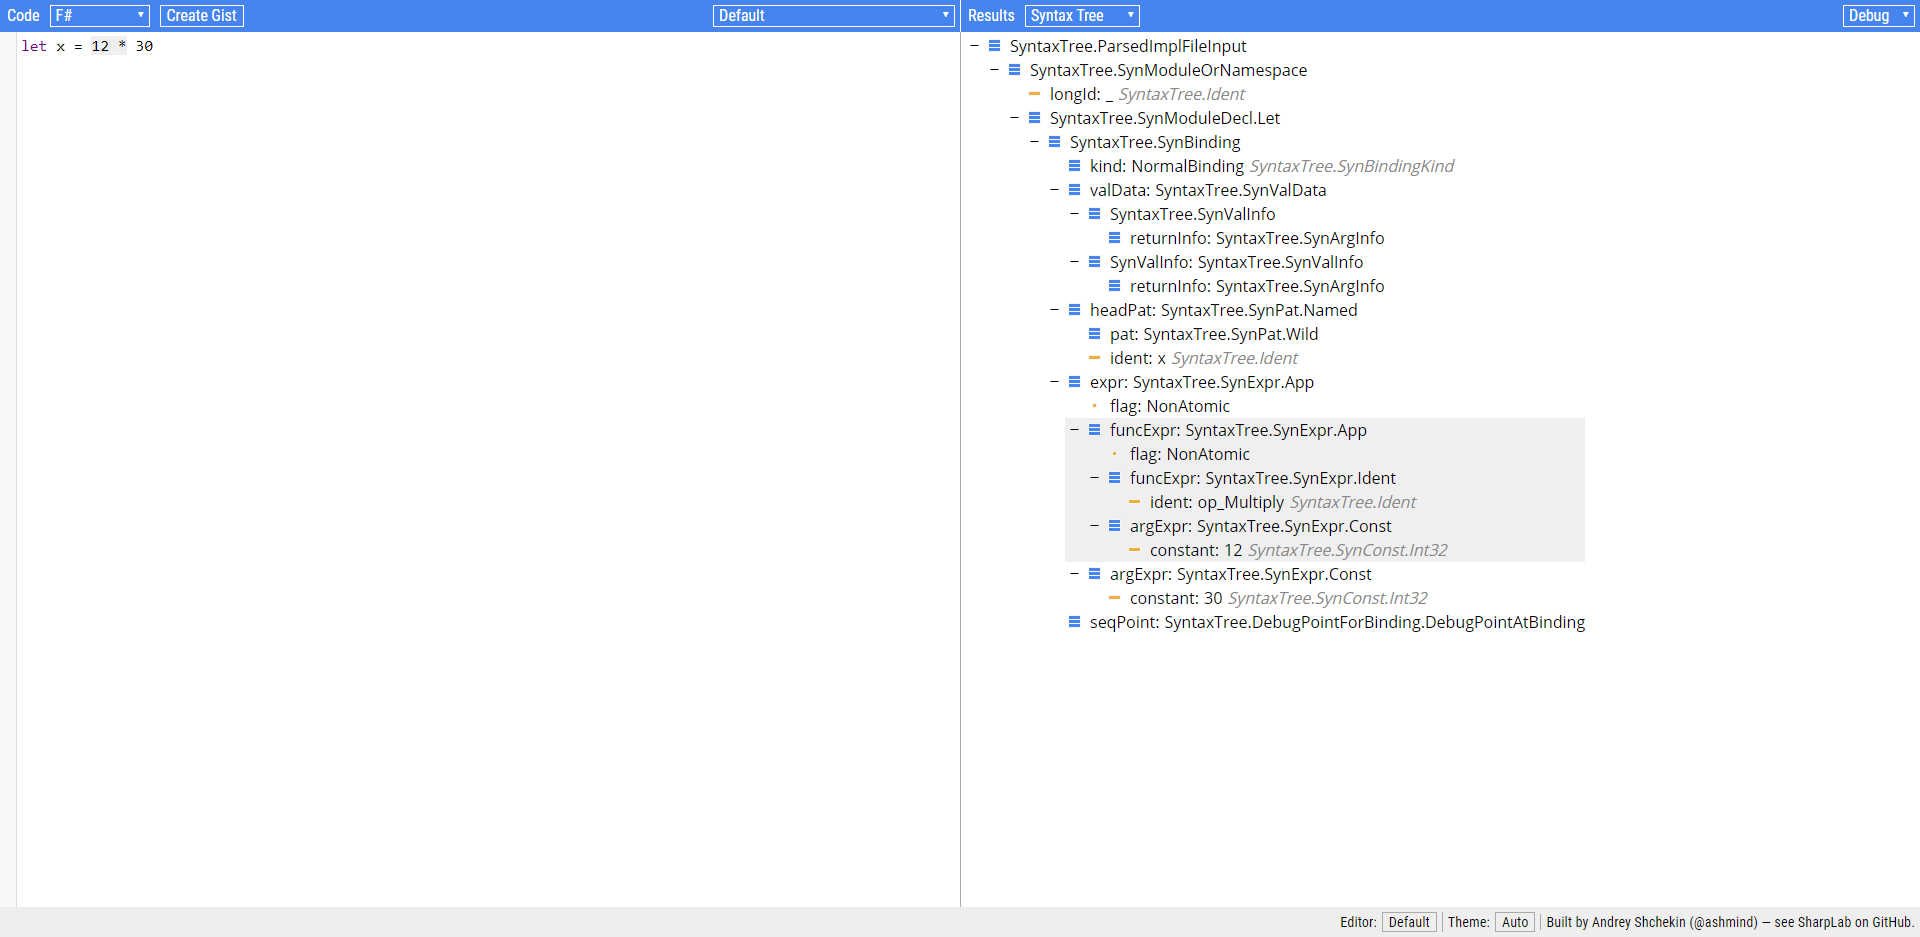 Code F# Create Gist Default Results Syntax Tree Debug
let x = 12 * 30
SyntaxTree.ParsedImplFileInput
SyntaxTree.SynModuleOrNamespace
longId: _ SyntaxTree.Ident
SyntaxTree.SynModuleDecl.Let
SyntaxTree.SynBinding
kind: NormalBinding SyntaxTree.SynBindingKind
valData: SyntaxTree.SynValData
SyntaxTree.SynValInfo
returnInfo: SyntaxTree.SynArgInfo
SynValInfo: SyntaxTree.SynValInfo
returnInfo: SyntaxTree.SynArgInfo
headPat: SyntaxTree.SynPat.Named
pat: SyntaxTree.SynPat.Wild
ident: x SyntaxTree.Ident
expr: SyntaxTree.SynExpr.App
flag: NonAtomic
funcExpr: SyntaxTree.SynExpr.App
flag: NonAtomic
funcExpr: SyntaxTree.SynExpr.Ident
ident: op_Multiply SyntaxTree.Ident
argExpr: SyntaxTree.SynExpr.Const
constant: 12 SyntaxTree.SynConst.Int32
argExpr: SyntaxTree.SynExpr.Const
constant: 30 SyntaxTree.SynConst.Int32
seqPoint: SyntaxTree.DebugPointForBinding.DebugPointAtBinding
Editor: Default Theme: Auto Built by Andrey Shchekin (@ashmind) — see SharpLab on GitHub.